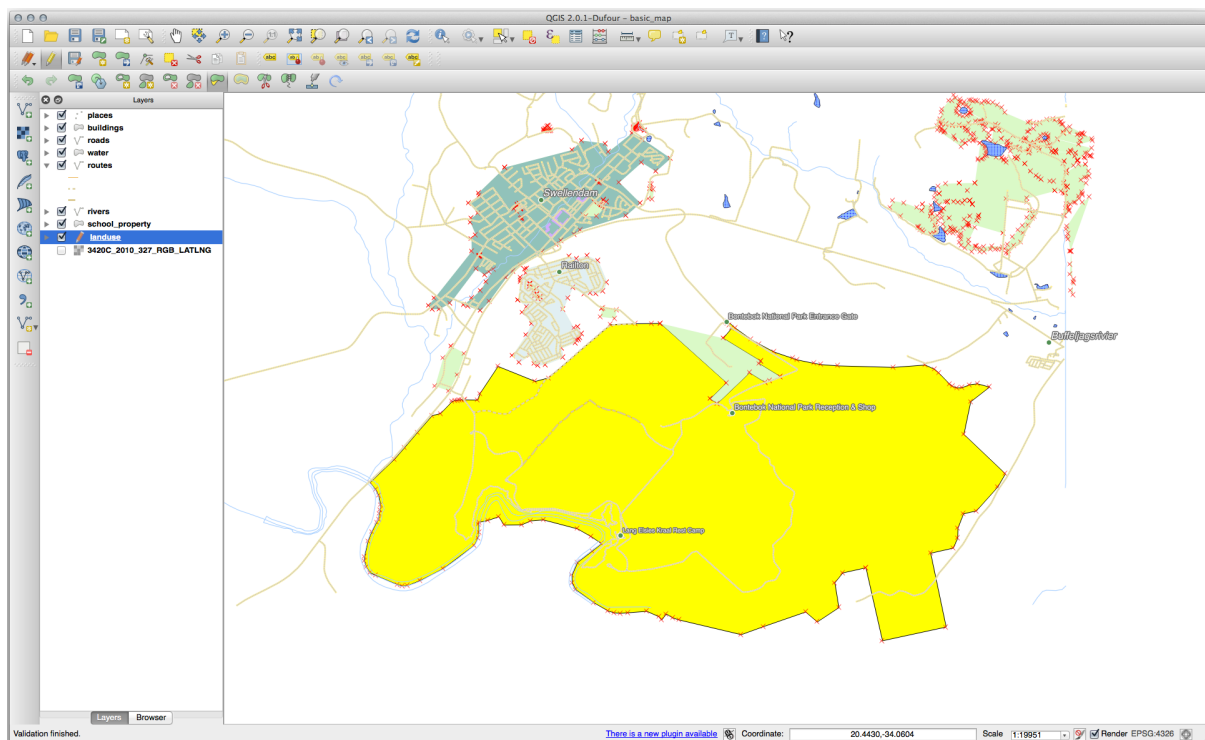 QGIS 2.0.1-Dufour – basic_map
Layers
places
buildings
roads
water
routes
rivers
school_property
landuse
3420C_2010_327_RGB_LATLNG
Swellendam
Railton
Bontebok National Park Entrance Gate
Buffeljagsrivier
Bontebok National Park Reception & Shop
Lang Elsies Kraal Rest Camp
Layers Browser
Validation finished. There is a new plugin available Coordinate: 20.4430,-34.0604 Scale 1:19951 Render EPSG:4326